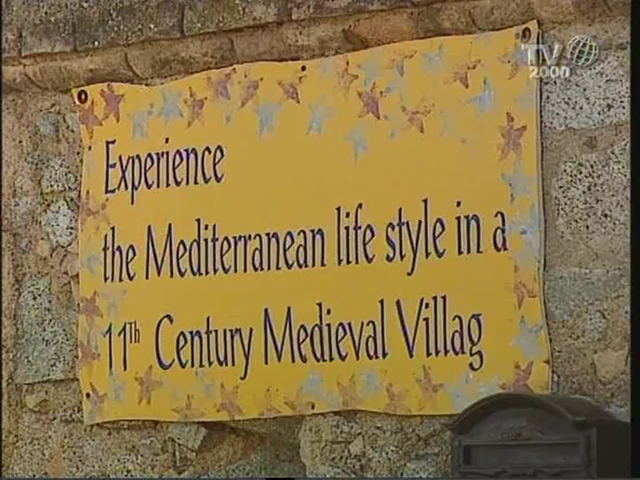 TV
2000
Experience
the Mediterranean life style in a
11Th Century Medieval Villag